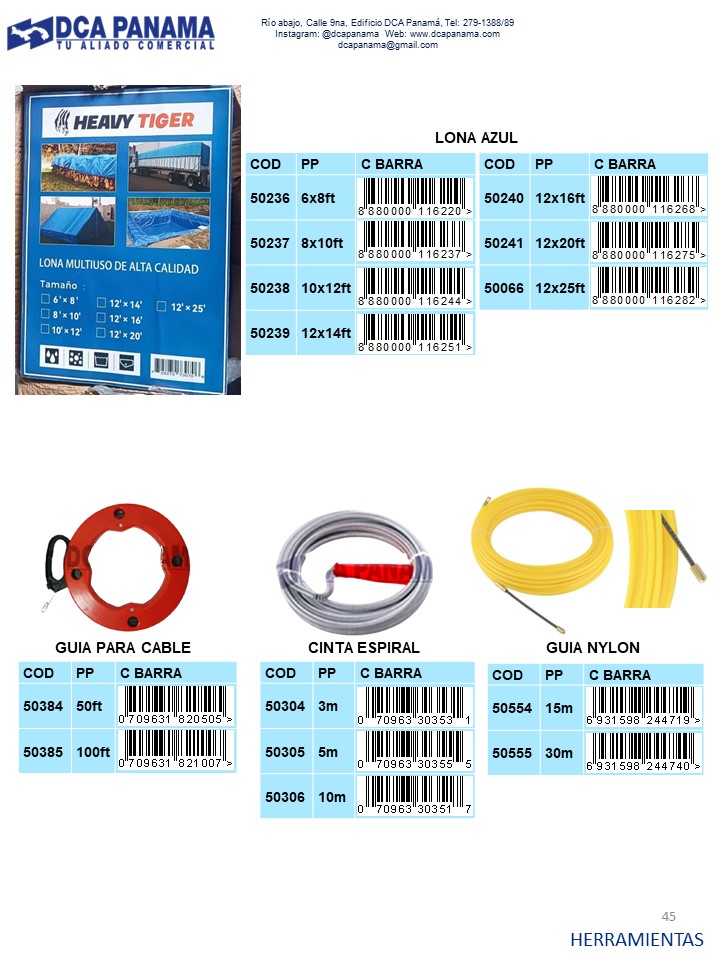 DCA PANAMA
TU ALIADO COMERCIAL
Río abajo, Calle 9na, Edificio DCA Panamá, Tel: 279-1388/89
Instagram: @dcapanama Web: www.dcapanama.com
dcapanama@gmail.com
HEAVY TIGER
LONA MULTIUSO DE ALTA CALIDAD
Tamaño :
6' × 8' 12' × 14' 12' × 25'
8' × 10' 12' × 16'
10' × 12' 12' × 20'
LONA AZUL
COD PP C BARRA COD PP C BARRA
50236 6x8ft 8 880000 116220 > 50240 12x16ft 8 880000 116268 >
50237 8x10ft 8 880000 116237 > 50241 12x20ft 8 880000 116275 >
50238 10x12ft 8 880000 116244 > 50066 12x25ft 8 880000 116282 >
50239 12x14ft 8 880000 116251 >
DCA PANAMA
DCA PANAMA
GUIA PARA CABLE
COD PP C BARRA
50384 50ft 0 709631 820505 >
50385 100ft 0 709631 821007 >
CINTA ESPIRAL
COD PP C BARRA
50304 3m 0 70963 30353 1
50305 5m 0 70963 30355 5
50306 10m 0 70963 30351 7
GUIA NYLON
COD PP C BARRA
50554 15m 6 931598 244719 >
50555 30m 6 931598 244740 >
45
HERRAMIENTAS